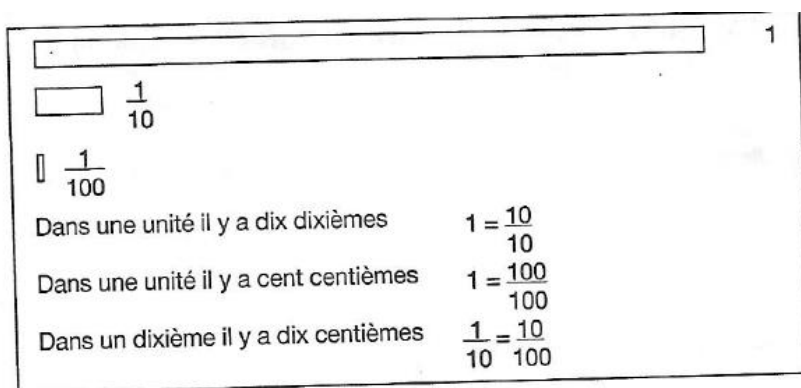 1
1/10
1/100
Dans une unité il y a dix dixièmes 1 = 10/10
Dans une unité il y a cent centièmes 1 = 100/100
Dans un dixième il y a dix centièmes 1/10 = 10/100